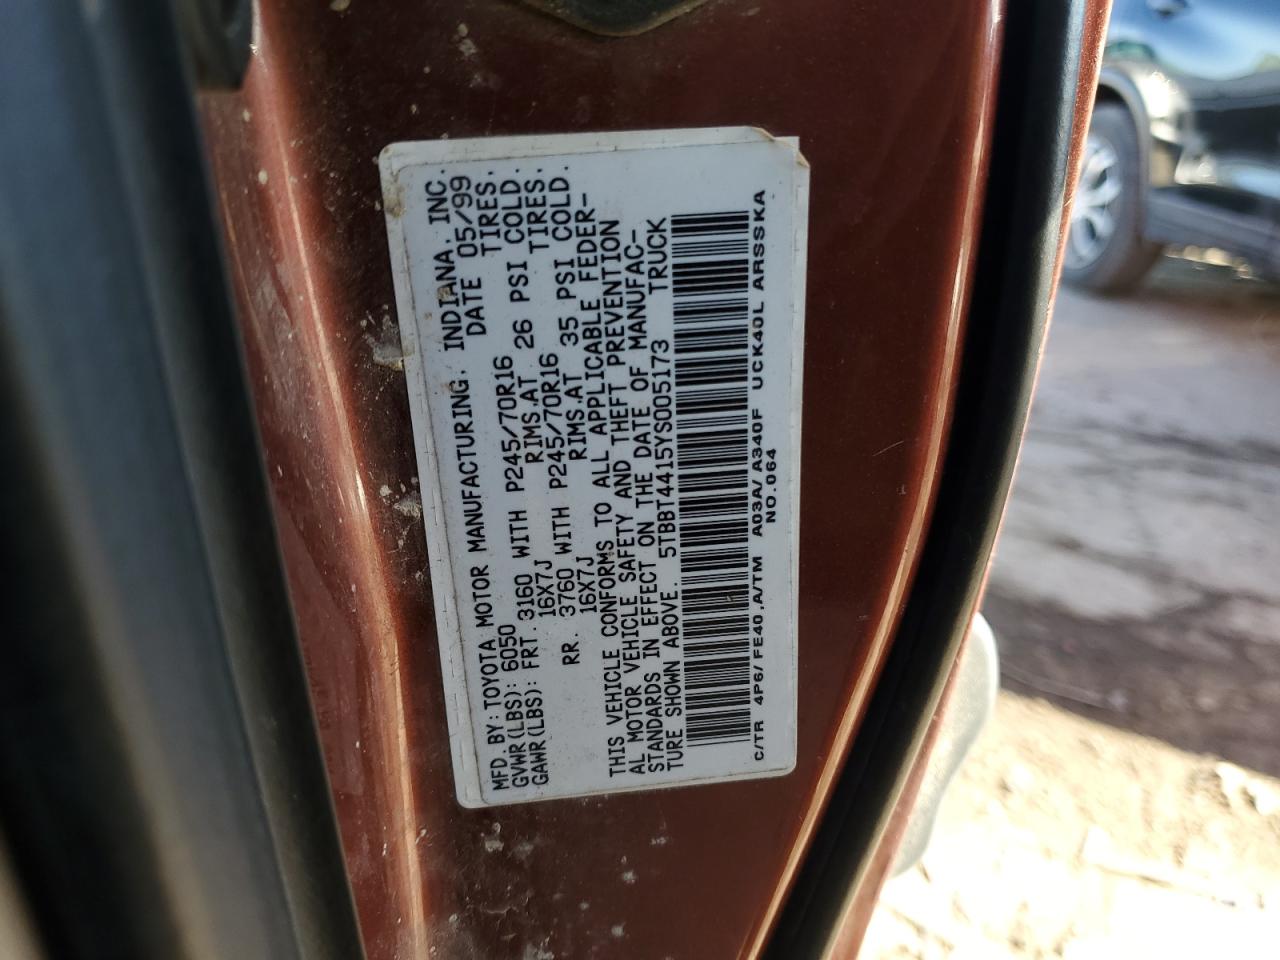 MFD. BY: TOYOTA MOTOR MANUFACTURING, INDIANA, INC.
GVWR(LBS): 6050 DATE 05/99
GAWR(LBS): FRT. 3160 WITH P245/70R16 TIRES,
16X7J RIMS,AT 26 PSI COLD.
RR. 3760 WITH P245/70R16 TIRES,
16X7J RIMS,AT 35 PSI COLD.
THIS VEHICLE CONFORMS TO ALL APPLICABLE FEDER-
AL MOTOR VEHICLE SAFETY AND THEFT PREVENTION
STANDARDS IN EFFECT ON THE DATE OF MANUFAC-
TURE SHOWN ABOVE. 5TBBT4415YS005173 TRUCK
C/TR 4P6/ FE40 ,A/TM A03A/ A340F UCK40L ARSSKA
NO.064